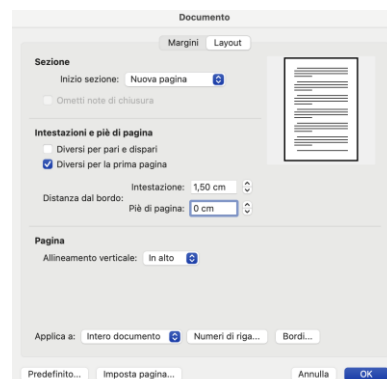 Documento
Margini Layout
Sezione
Inizio sezione: Nuova pagina
Ometti note di chiusura
Intestazioni e piè di pagina
Diversi per pari e dispari
Diversi per la prima pagina
Distanza dal bordo:
Intestazione: 1,50 cm
Piè di pagina: 0 cm
Pagina
Allineamento verticale: In alto
Applica a: Intero documento Numeri di riga... Bordi...
Predefinito... Imposta pagina... Annulla OK